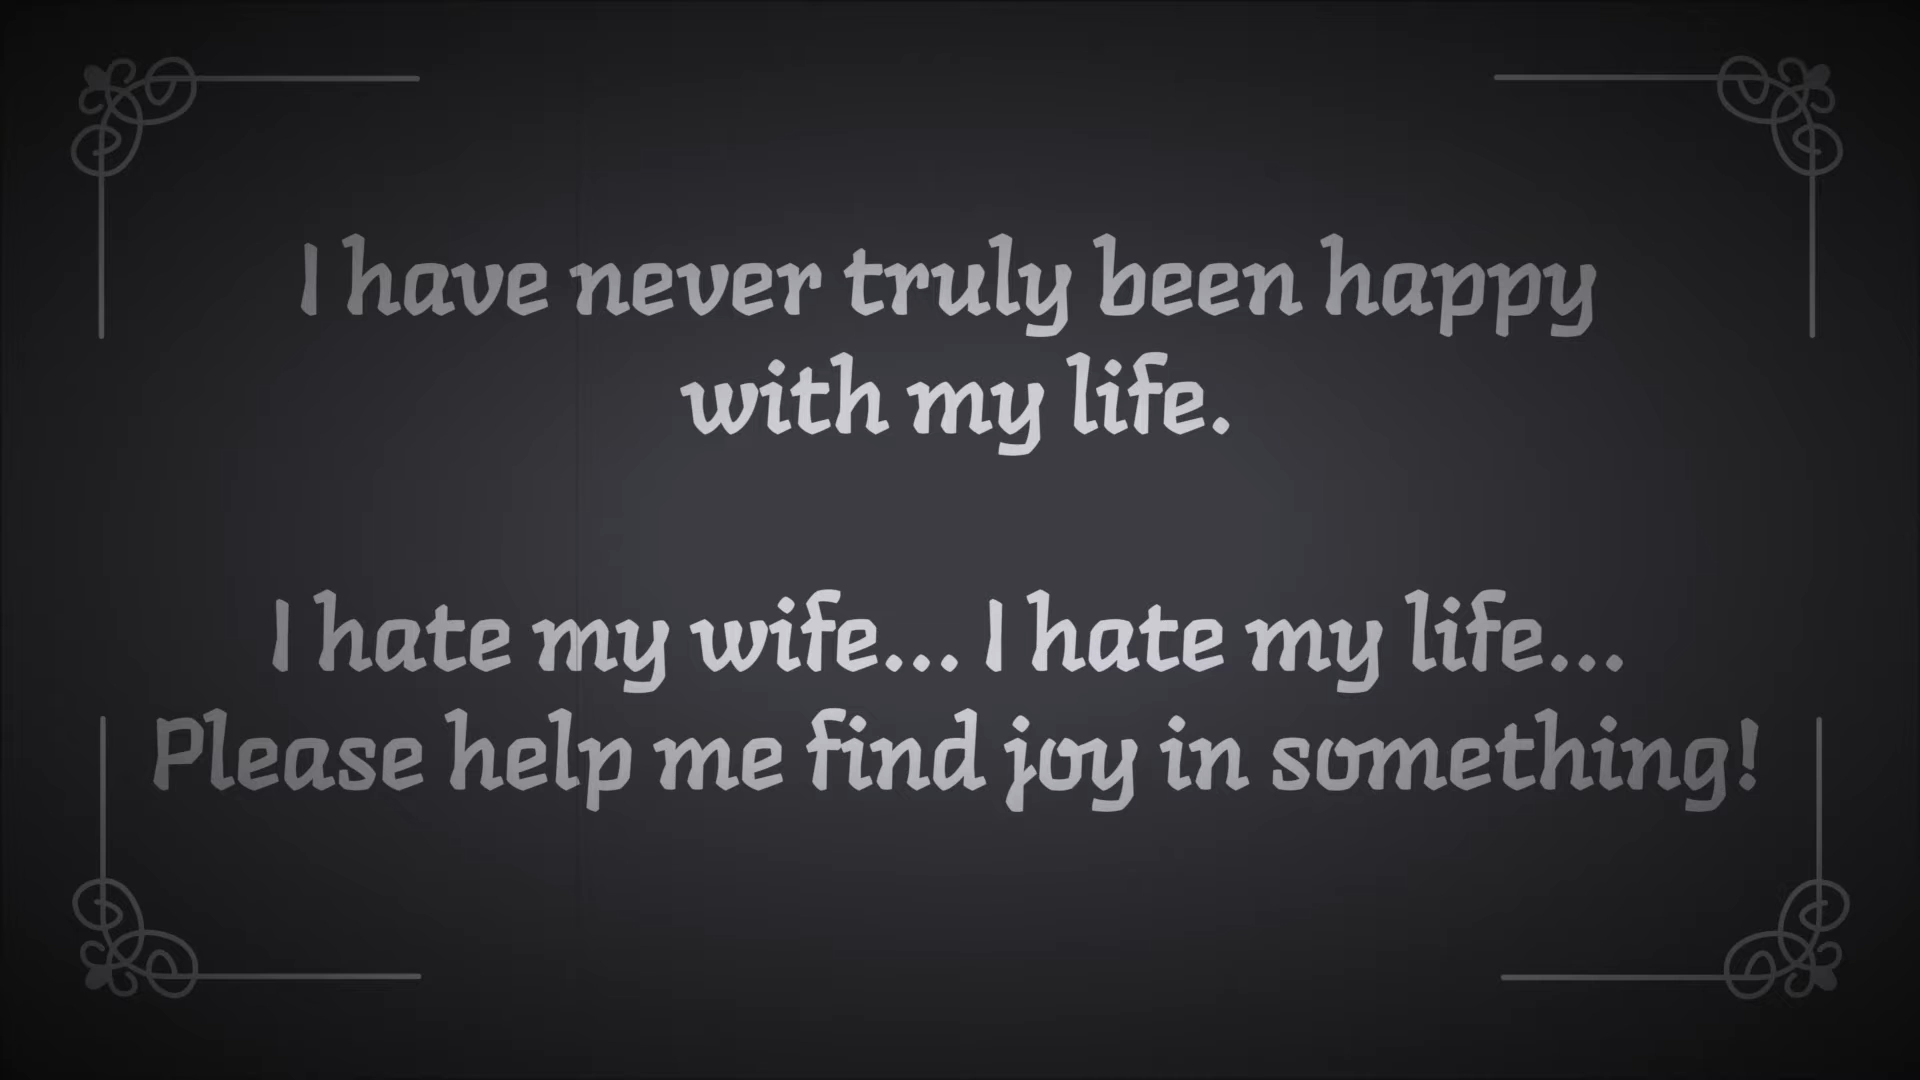 I have never truly been happy
with my life.
I hate my wife... I hate my life...
Please help me find joy in something!